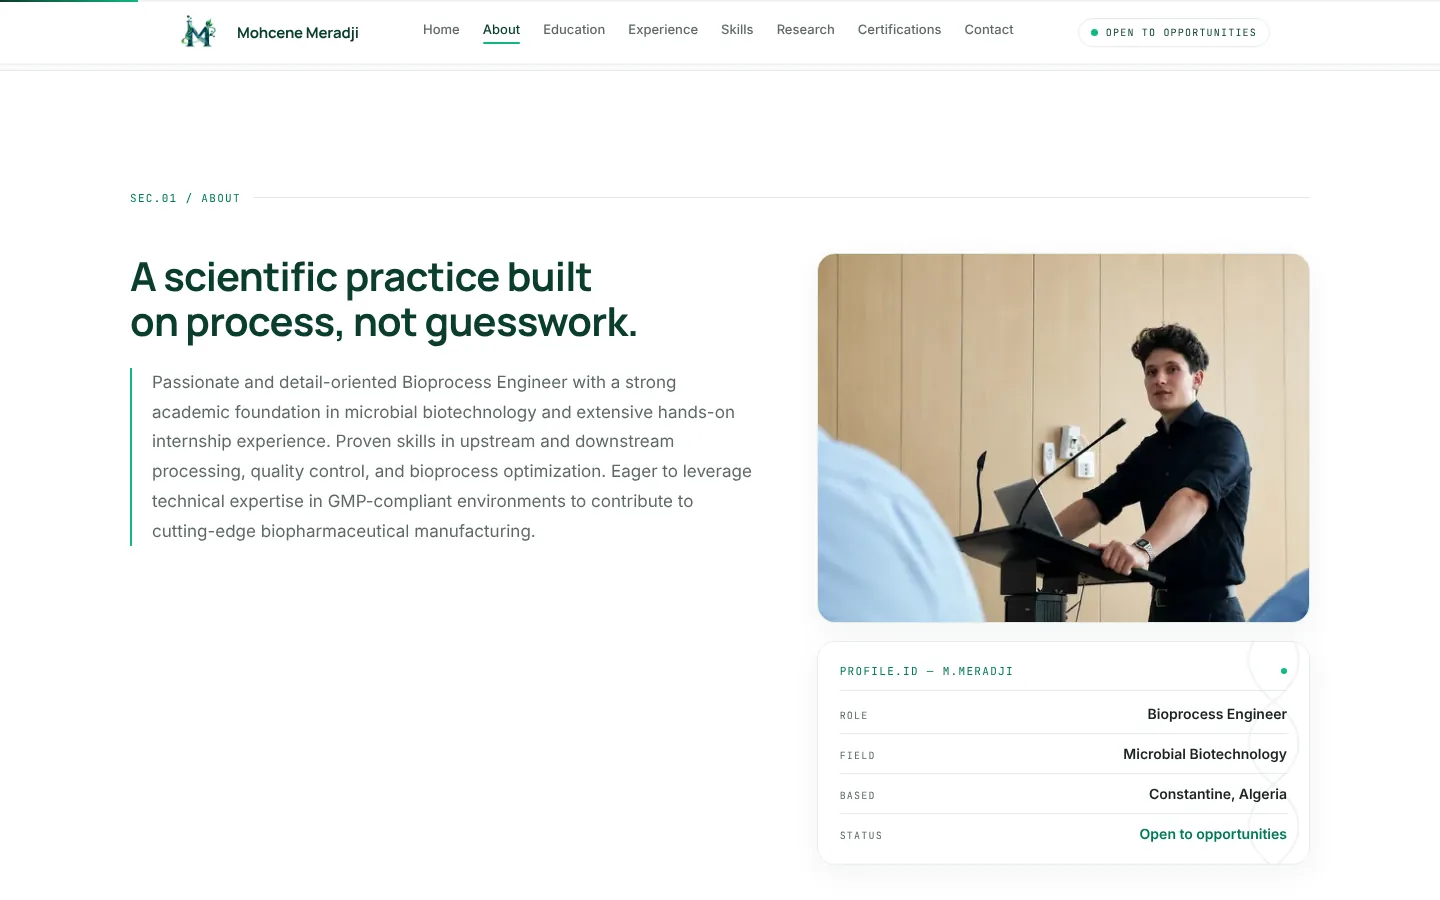 Mohcene Meradji
Home
About
Education
Experience
Skills
Research
Certifications
Contact
OPEN TO OPPORTUNITIES
SEC.01 / ABOUT
A scientific practice built
on process, not guesswork.
Passionate and detail-oriented Bioprocess Engineer with a strong
academic foundation in microbial biotechnology and extensive hands-on
internship experience. Proven skills in upstream and downstream
processing, quality control, and bioprocess optimization. Eager to leverage
technical expertise in GMP-compliant environments to contribute to
cutting-edge biopharmaceutical manufacturing.
PROFILE.ID — M.MERADJI
ROLE Bioprocess Engineer
FIELD Microbial Biotechnology
BASED Constantine, Algeria
STATUS Open to opportunities